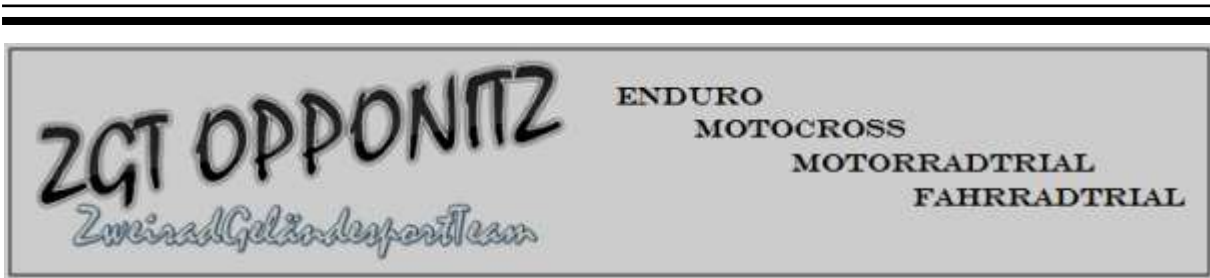 ZGT OPPONITZ
ZweiradGeländesportTeam
ENDURO
MOTOCROSS
MOTORRADTRIAL
FAHRRADTRIAL